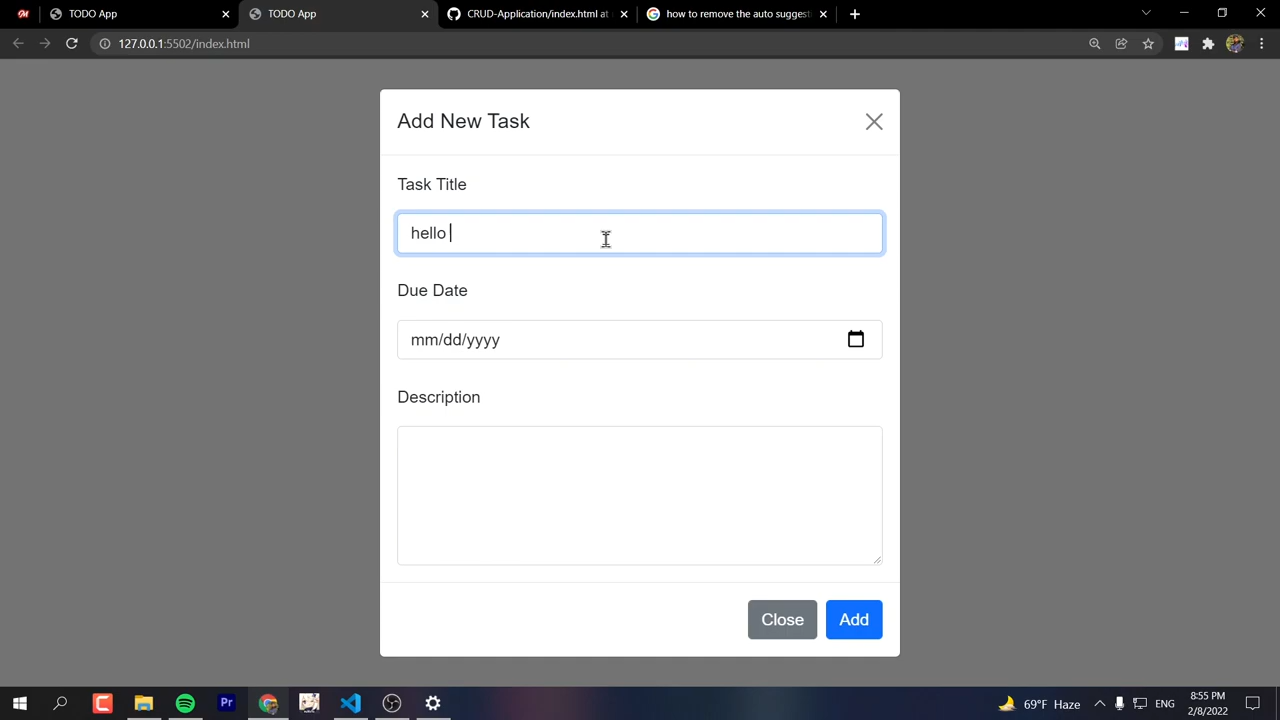 TODO App
TODO App
CRUD-Application/index.html at
how to remove the auto suggest
127.0.0.1:5502/index.html
Add New Task
Task Title
hello
Due Date
mm/dd/yyyy
Description
Close
Add
Pr
69°F Haze
ENG
8:55 PM
2/8/2022